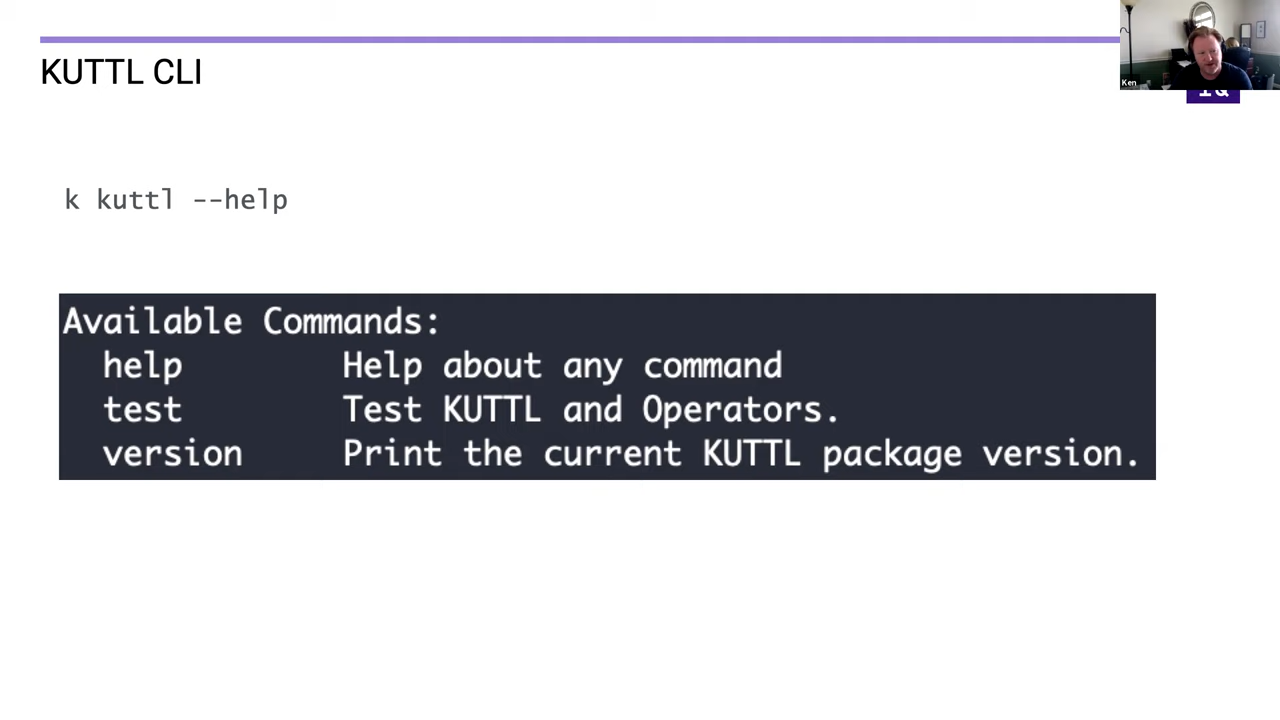 KUTTL CLI
Ken
k kuttl --help
Available Commands:
help Help about any command
test Test KUTTL and Operators.
version Print the current KUTTL package version.